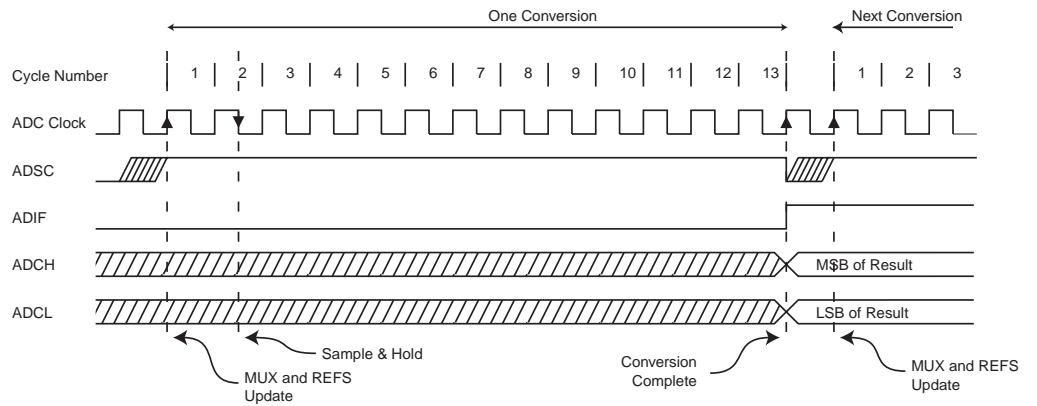 One Conversion
Next Conversion
Cycle Number
1 2 3 4 5 6 7 8 9 10 11 12 13
1 2 3
ADC Clock
ADSC
ADIF
ADCH
MSB of Result
ADCL
LSB of Result
Sample & Hold
MUX and REFS
Update
Conversion
Complete
MUX and REFS
Update